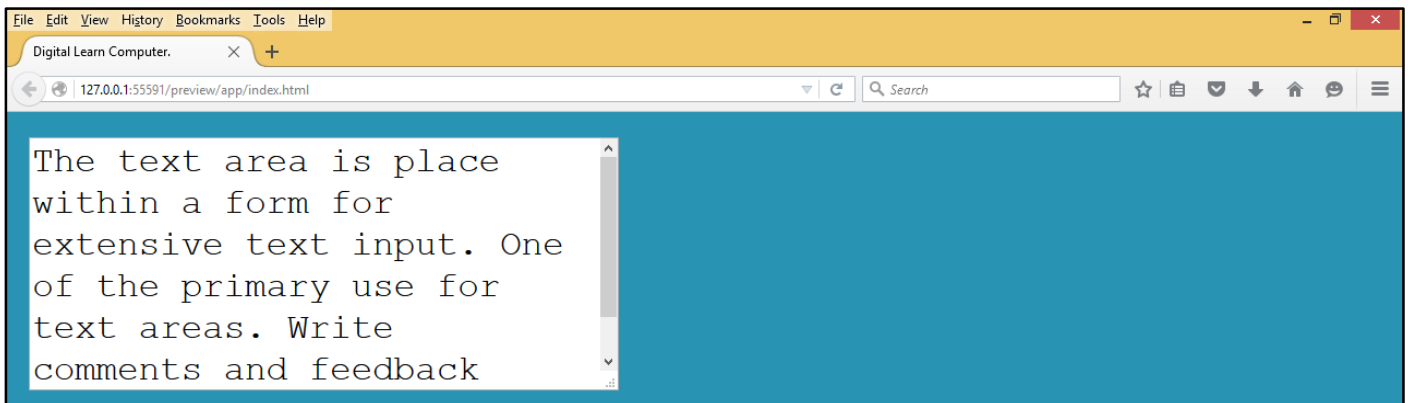 File Edit View History Bookmarks Tools Help
Digital Learn Computer.
127.0.0.1:55591/preview/app/index.html
Search
The text area is place
within a form for
extensive text input. One
of the primary use for
text areas. Write
comments and feedback